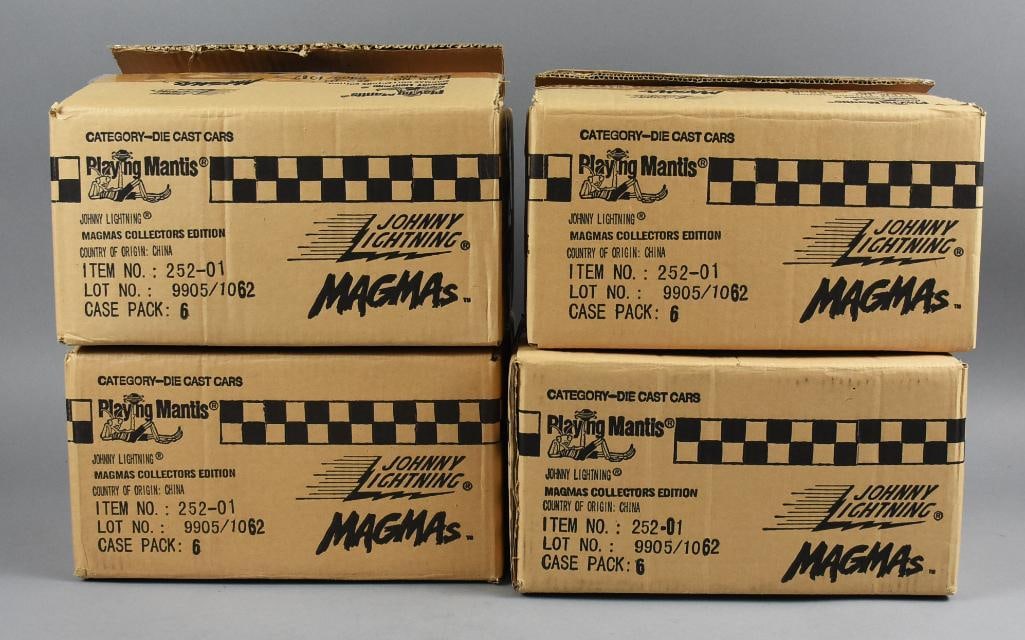 CATEGORY—DIE CAST CARS
Playing Mantis®
JOHNNY LIGHTNING®
MAGMAS COLLECTORS EDITION
COUNTRY OF ORIGIN: CHINA
ITEM NO.: 252-01
LOT NO.: 9905/1062
CASE PACK: 6
JOHNNY
LIGHTNING®
MAGMAs™
CATEGORY—DIE CAST CARS
Playing Mantis®
JOHNNY LIGHTNING®
MAGMAS COLLECTORS EDITION
COUNTRY OF ORIGIN: CHINA
ITEM NO.: 252-01
LOT NO.: 9905/1062
CASE PACK: 6
JOHNNY
LIGHTNING®
MAGMAs™
CATEGORY—DIE CAST CARS
Playing Mantis®
JOHNNY LIGHTNING®
MAGMAS COLLECTORS EDITION
COUNTRY OF ORIGIN: CHINA
ITEM NO.: 252-01
LOT NO.: 9905/1062
CASE PACK: 6
JOHNNY
LIGHTNING®
MAGMAs™
CATEGORY—DIE CAST CARS
Playing Mantis®
JOHNNY LIGHTNING®
MAGMAS COLLECTORS EDITION
COUNTRY OF ORIGIN: CHINA
ITEM NO.: 252-01
LOT NO.: 9905/1062
CASE PACK: 6
JOHNNY
LIGHTNING®
MAGMAs™